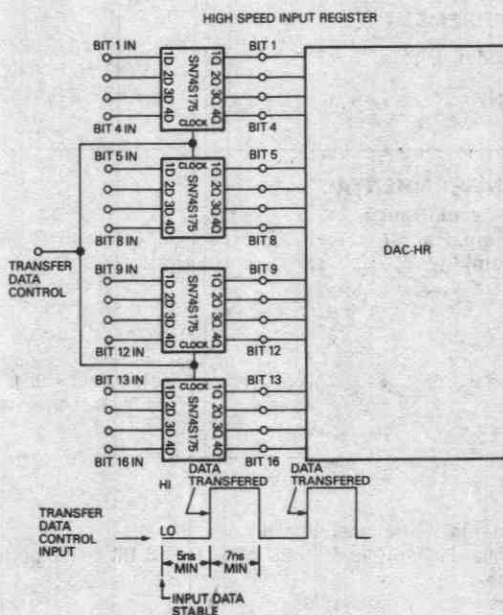 HIGH SPEED INPUT REGISTER
BIT 1 IN
1D 2D 3D 4D
SN74S175
CLOCK
1Q 2Q 3Q 4Q
BIT 1
BIT 4 IN
BIT 4
BIT 5 IN
1D 2D 3D 4D
CLOCK
SN74S175
1Q 2Q 3Q 4Q
BIT 5
BIT 8 IN
BIT 8
TRANSFER
DATA
CONTROL
DAC-HR
BIT 9 IN
1D 2D 3D 4D
SN74S175
CLOCK
1Q 2Q 3Q 4Q
BIT 9
BIT 12 IN
BIT 12
BIT 13 IN
1D 2D 3D 4D
CLOCK
SN74S175
1Q 2Q 3Q 4Q
BIT 13
BIT 16 IN
BIT 16
HI
DATA
TRANSFERED
DATA
TRANSFERED
TRANSFER
DATA
CONTROL
INPUT
LO
5ns
MIN
7ns
MIN
INPUT DATA
STABLE